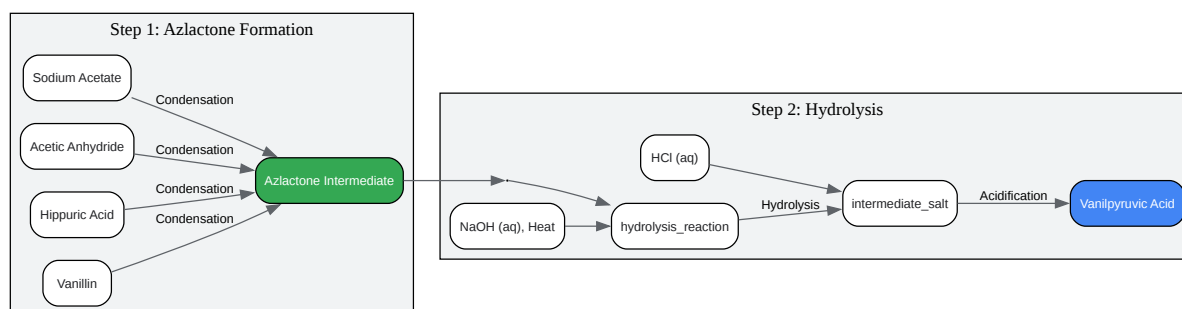 Step 1: Azlactone Formation
Sodium Acetate
Condensation
Acetic Anhydride
Condensation
Hippuric Acid
Condensation
Condensation
Vanillin
Azlactone Intermediate
Step 2: Hydrolysis
HCl (aq)
NaOH (aq), Heat
hydrolysis_reaction
Hydrolysis
intermediate_salt
Acidification
Vanilpyruvic Acid